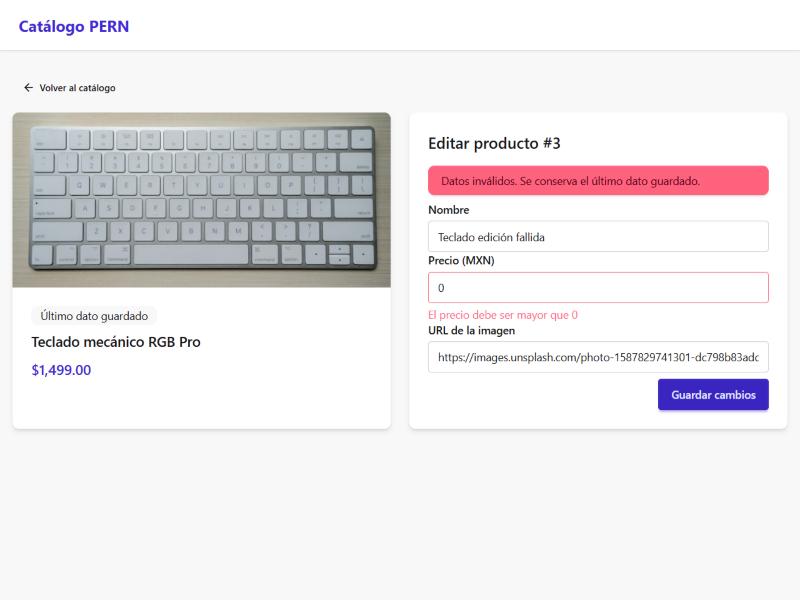 Catálogo PERN
← Volver al catálogo
Último dato guardado
Teclado mecánico RGB Pro
$1,499.00
Editar producto #3
Datos inválidos. Se conserva el último dato guardado.
Nombre
Teclado edición fallida
Precio (MXN)
0
El precio debe ser mayor que 0
URL de la imagen
https://images.unsplash.com/photo-1587829741301-dc798b83adc
Guardar cambios